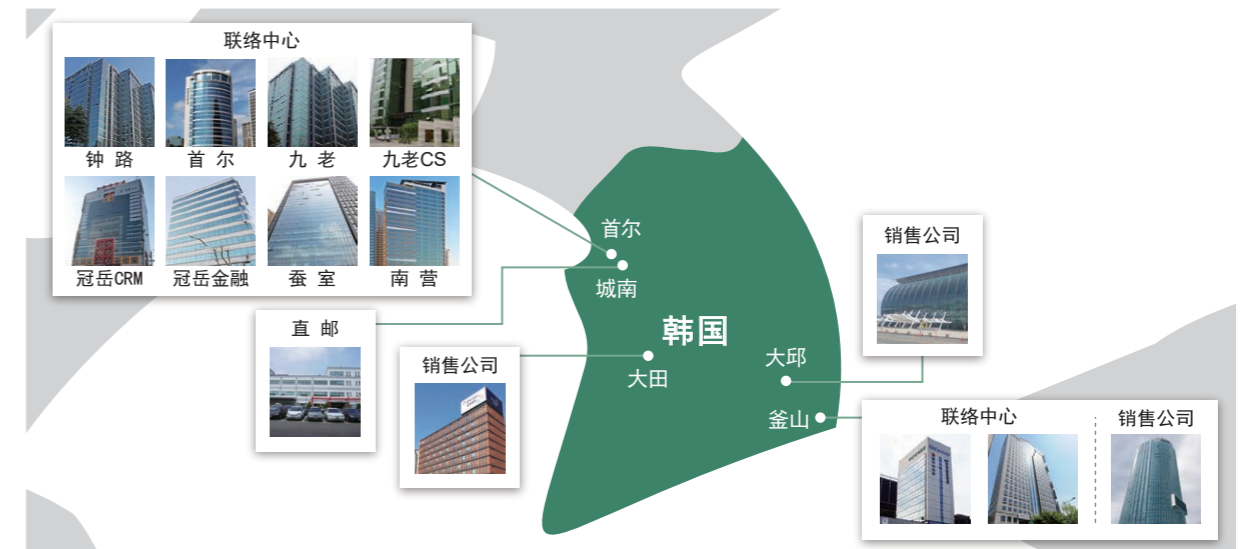 联络中心
钟 路
首 尔
九 老
九老CS
冠岳CRM
冠岳金融
蚕 室
南 营
直 邮
销售公司
首尔
城南
韩国
大田
大邱
釜山
销售公司
联络中心
销售公司